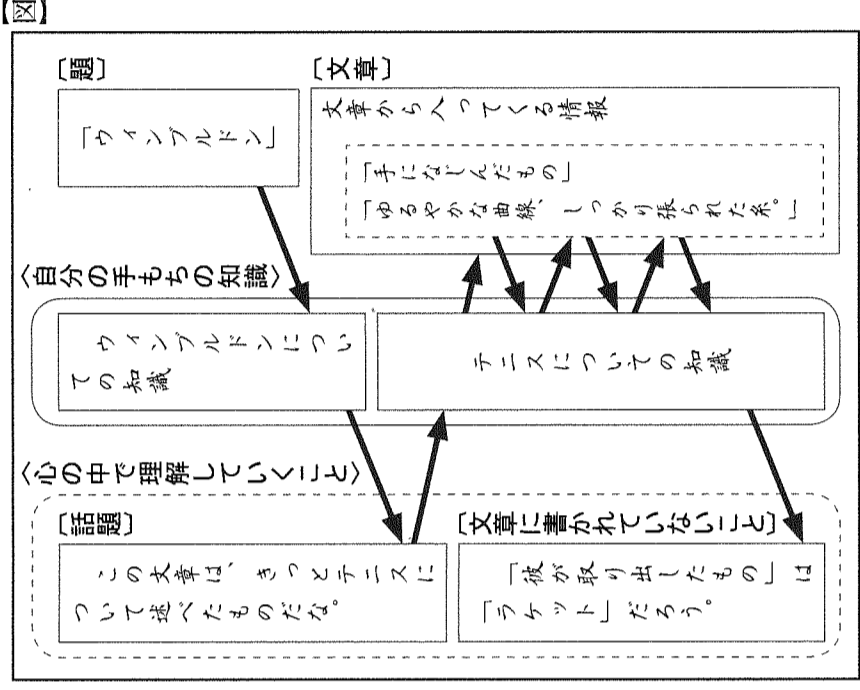 【図】
〔題〕
「ウィンブルドン」
〔文章〕
文章から入ってくる情報
「手になじんだもの」
「ゆるやかな曲線、しっかり張られた糸。」
〈自分の手もちの知識〉
ウィンブルドンについ
ての知識
テニスについての知識
〈心の中で理解していくこと〉
〔話題〕
この文章は、きっとテニスに
ついて述べたものだな。
〔文章に書かれていないこと〕
「彼が取り出したもの」は
「ラケット」だろう。